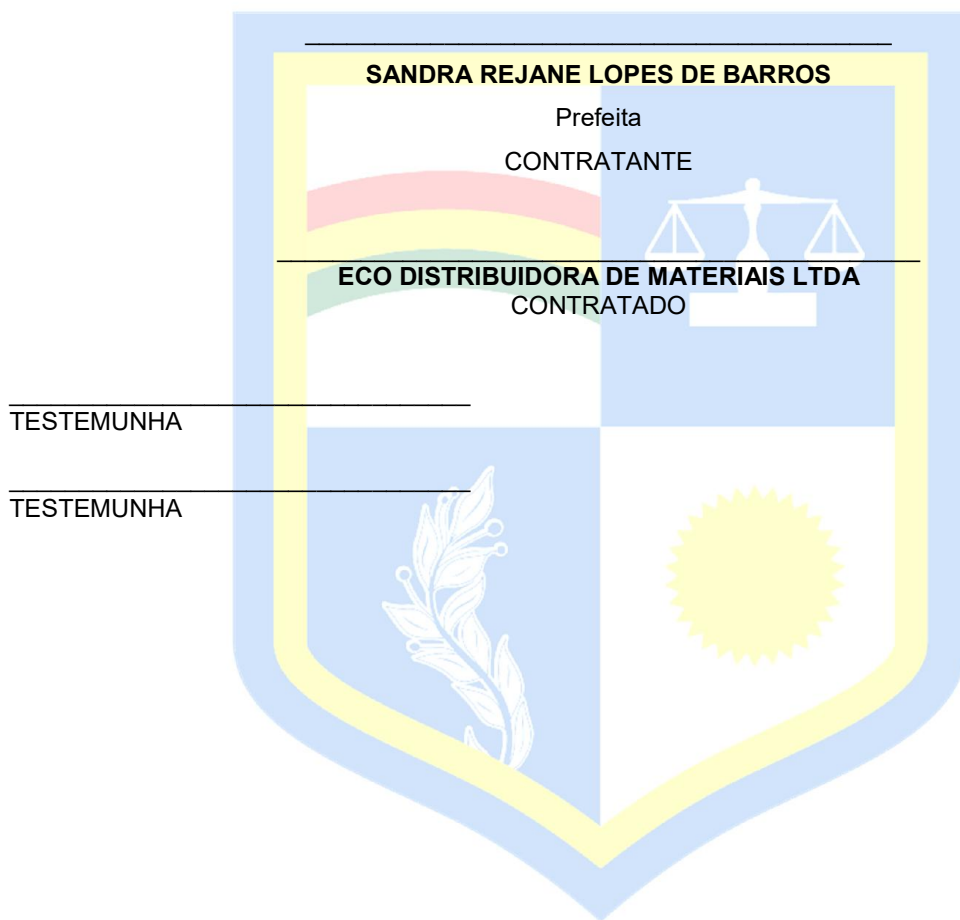 SANDRA REJANE LOPES DE BARROS
Prefeita
CONTRATANTE
ECO DISTRIBUIDORA DE MATERIAIS LTDA
CONTRATADO
TESTEMUNHA
TESTEMUNHA